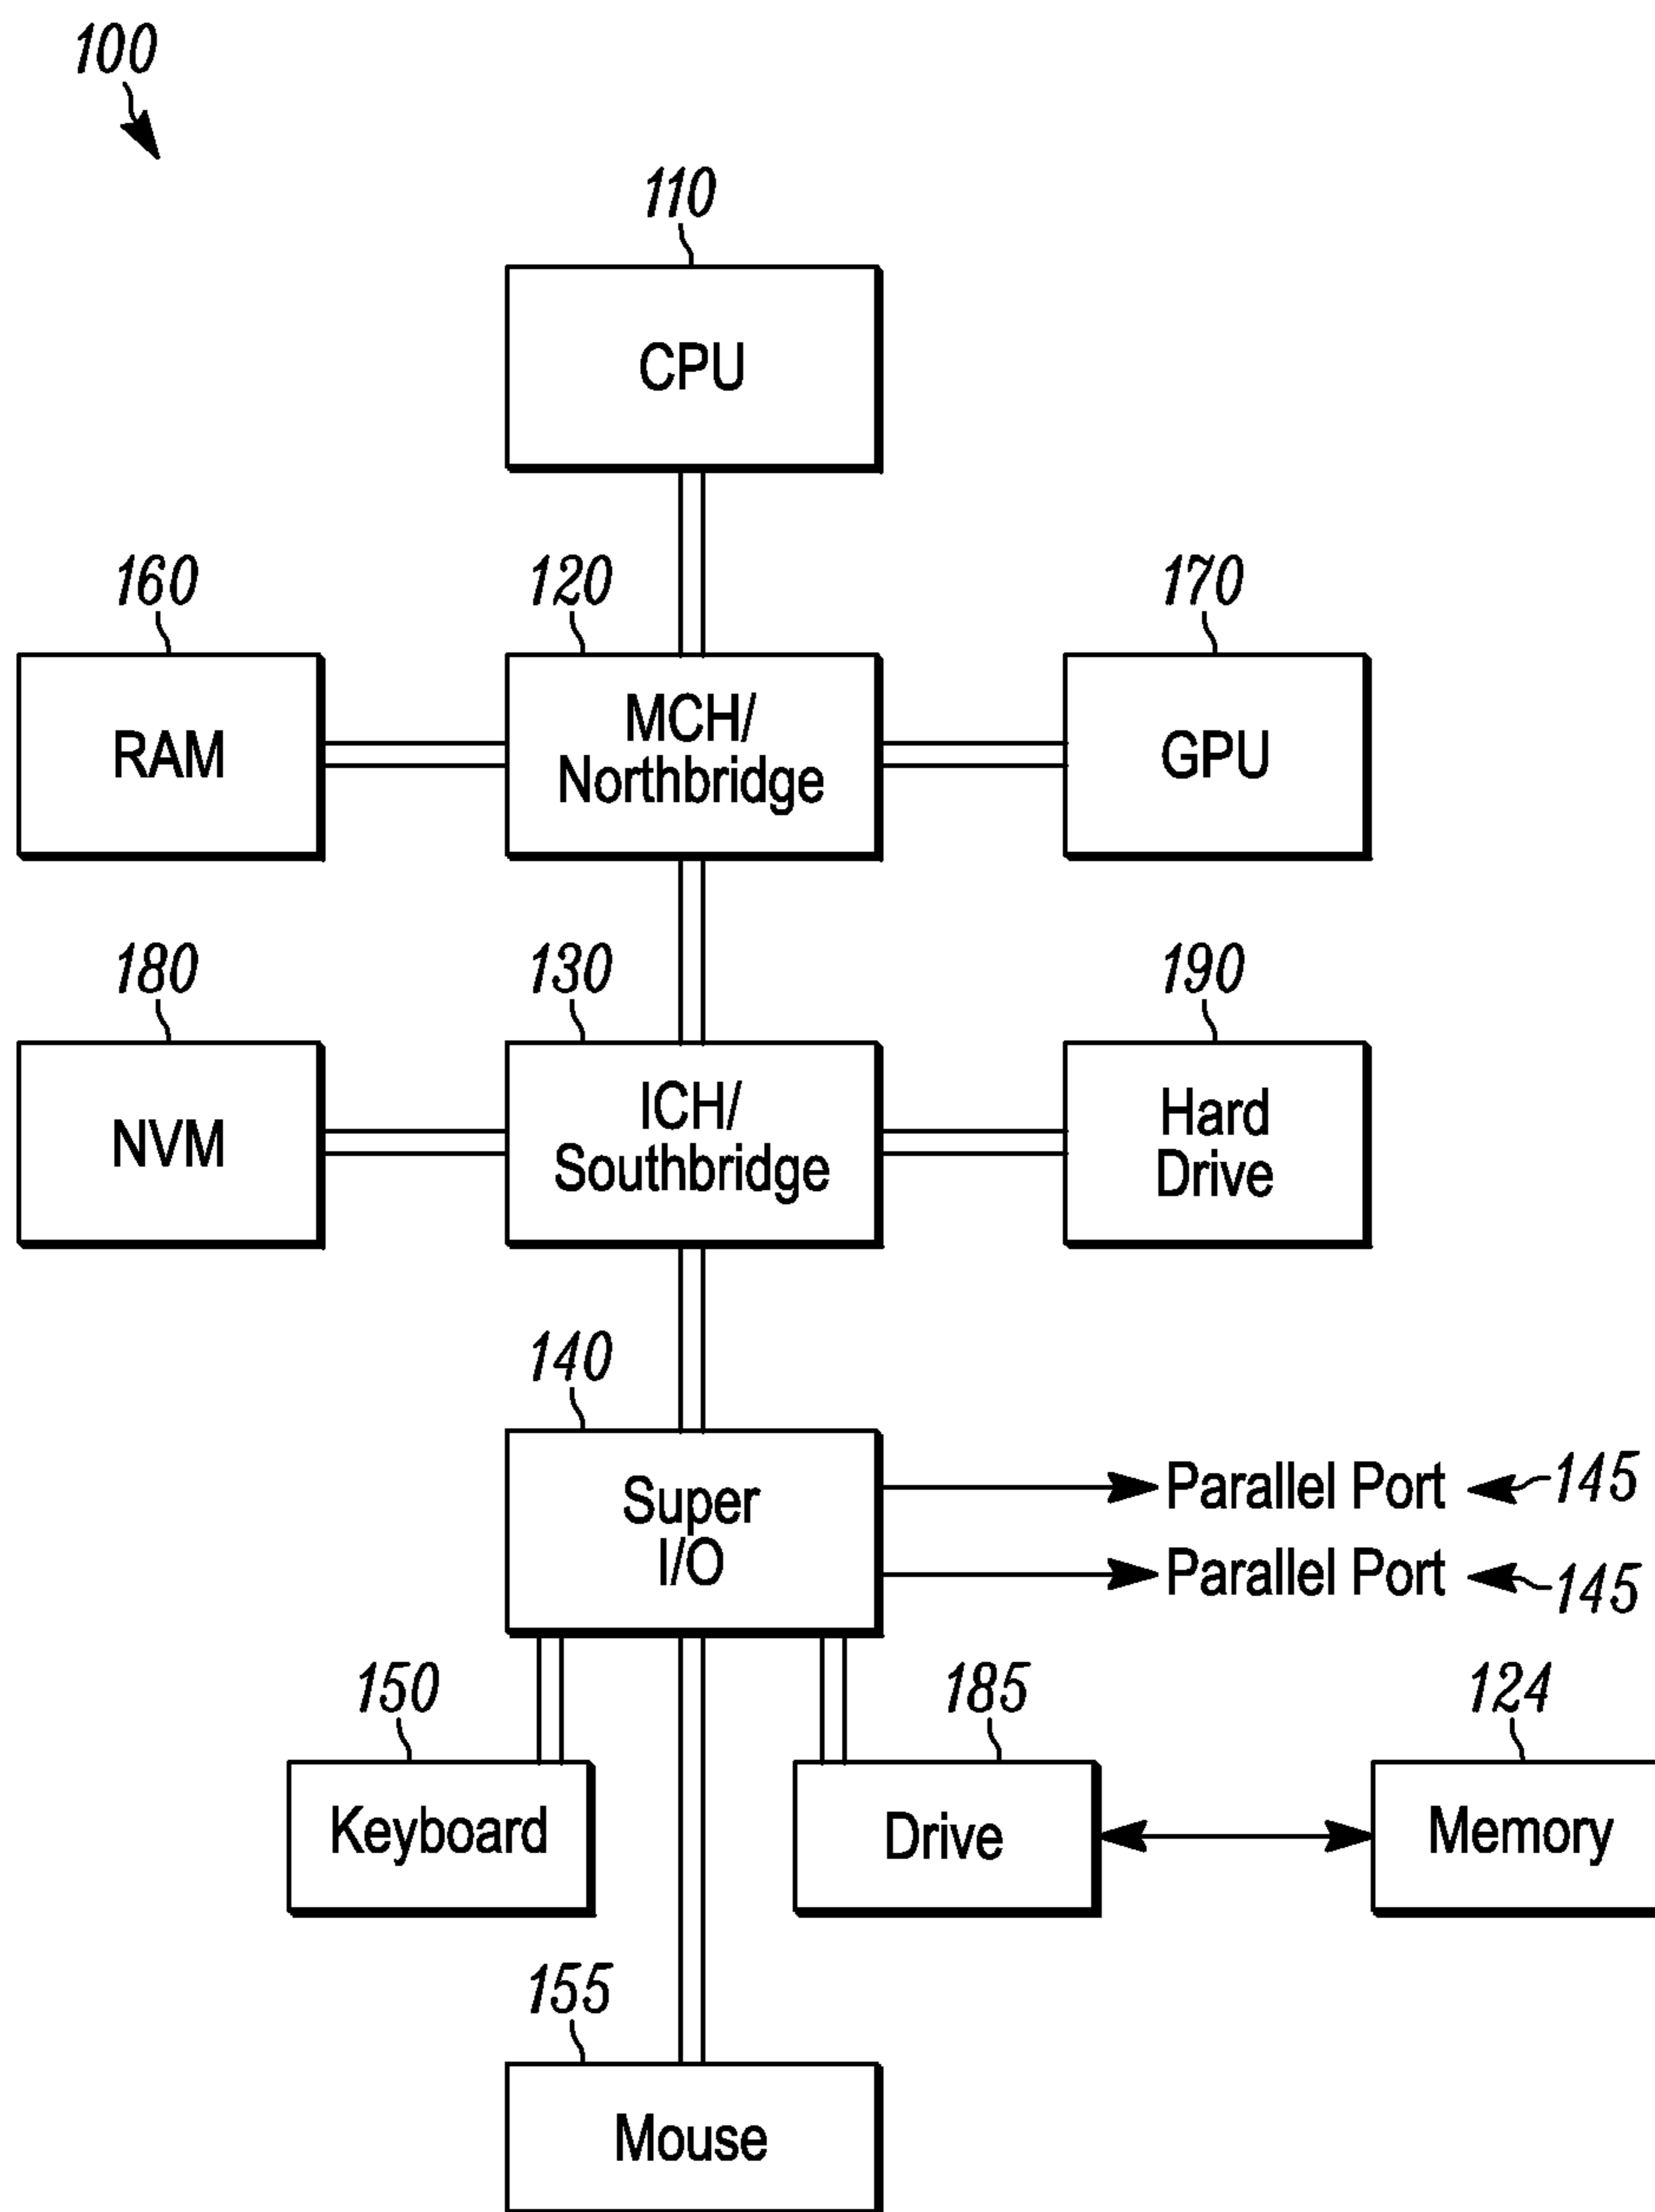 100
110
CPU
160
120
170
RAM
MCH/
Northbridge
GPU
180
130
190
NVM
ICH/
Southbridge
Hard
Drive
140
Super
I/O
Parallel Port
145
Parallel Port
145
150
185
124
Keyboard
Drive
Memory
155
Mouse